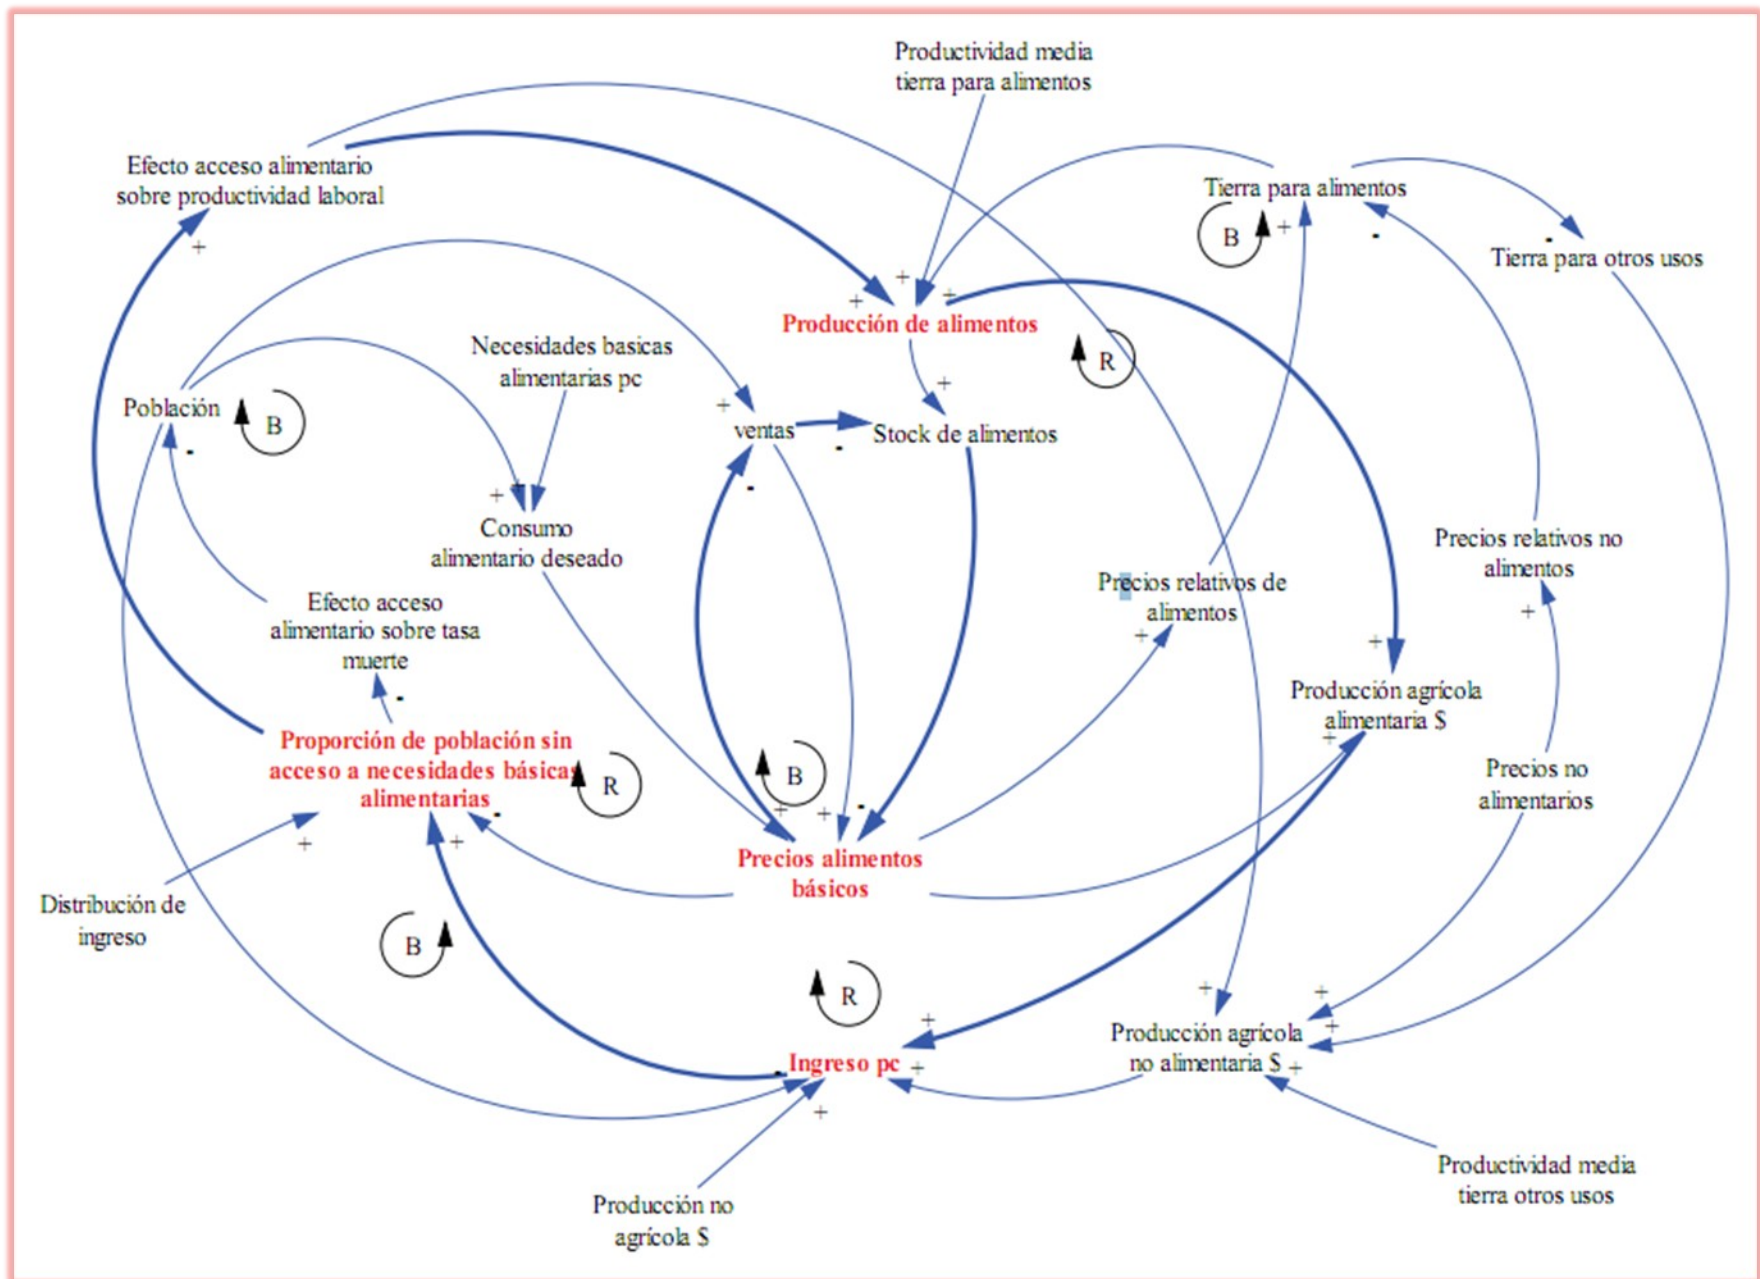 Productividad media
tierra para alimentos
Efecto acceso alimentario
sobre productividad laboral
+
Tierra para alimentos
B
+
-
-
Tierra para otros usos
+
+
+
Producción de alimentos
R
Necesidades basicas
alimentarias pc
Población
B
-
+
ventas
-
-
+
Stock de alimentos
+
+
Consumo
alimentario deseado
Precios relativos no
alimentos
+
Precios relativos de
alimentos
+
Efecto acceso
alimentario sobre tasa
muerte
-
+
Producción agrícola
alimentaria $
+
Proporción de población sin
acceso a necesidades básicas
alimentarias
-
R
+
+
B
+
+
-
Precios no
alimentarios
Precios alimentos
básicos
Distribución de
ingreso
B
R
+
+
+
+
Producción agrícola
no alimentaria $
+
-
Ingreso pc
+
+
Producción no
agrícola $
Productividad media
tierra otros usos